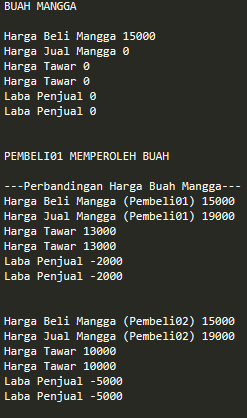 BUAH MANGGA
Harga Beli Mangga 15000
Harga Jual Mangga 0
Harga Tawar 0
Harga Tawar 0
Laba Penjual 0
Laba Penjual 0
PEMBELI01 MEMPEROLEH BUAH
---Perbandingan Harga Buah Mangga---
Harga Beli Mangga (Pembeli01) 15000
Harga Jual Mangga (Pembeli01) 19000
Harga Tawar 13000
Harga Tawar 13000
Laba Penjual -2000
Laba Penjual -2000
Harga Beli Mangga (Pembeli02) 15000
Harga Jual Mangga (Pembeli02) 19000
Harga Tawar 10000
Harga Tawar 10000
Laba Penjual -5000
Laba Penjual -5000